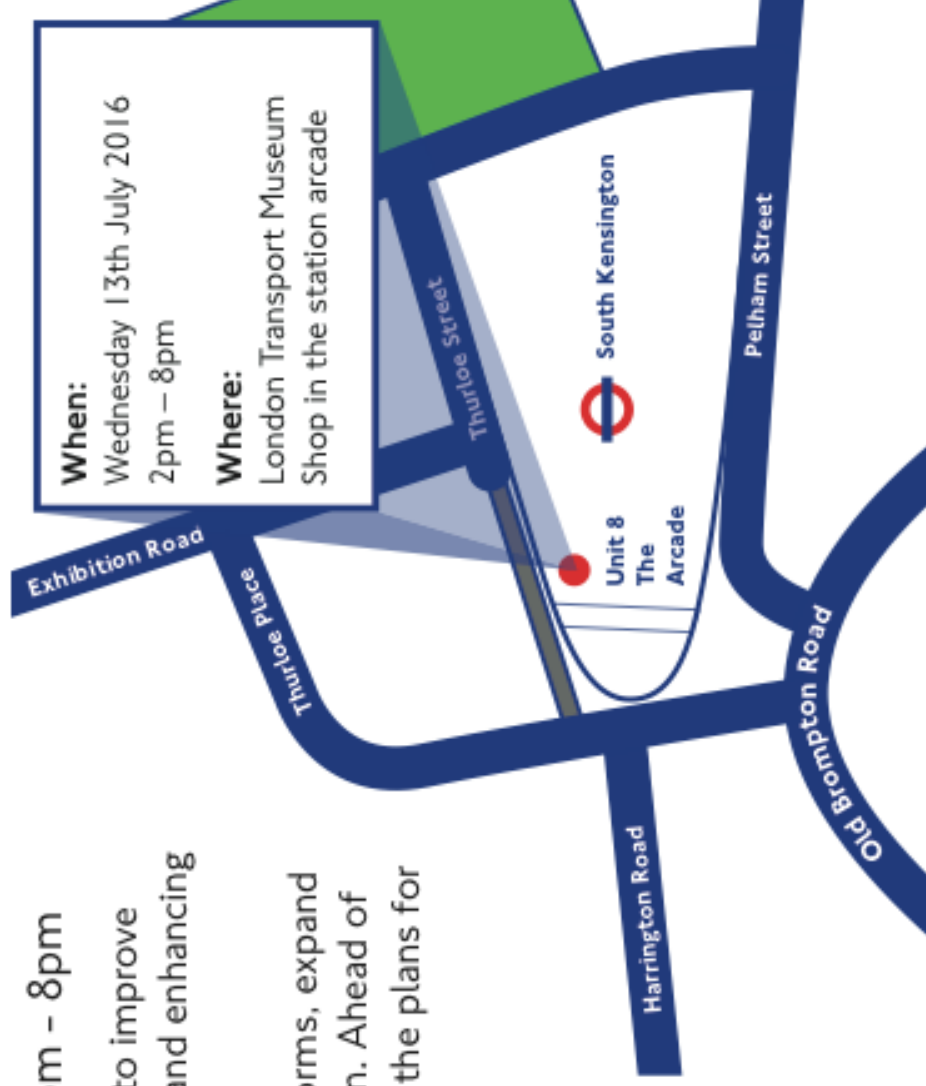 m – 8pm
to improve
and enhancing
orms, expand
n. Ahead of
the plans for
When:
Wednesday 13th July 2016
2pm – 8pm
Where:
London Transport Museum
Shop in the station arcade
Exhibition Road
Thurloe Place
Thurloe Street
South Kensington
Unit 8
The
Arcade
Pelham Street
Harrington Road
Old Brompton Road